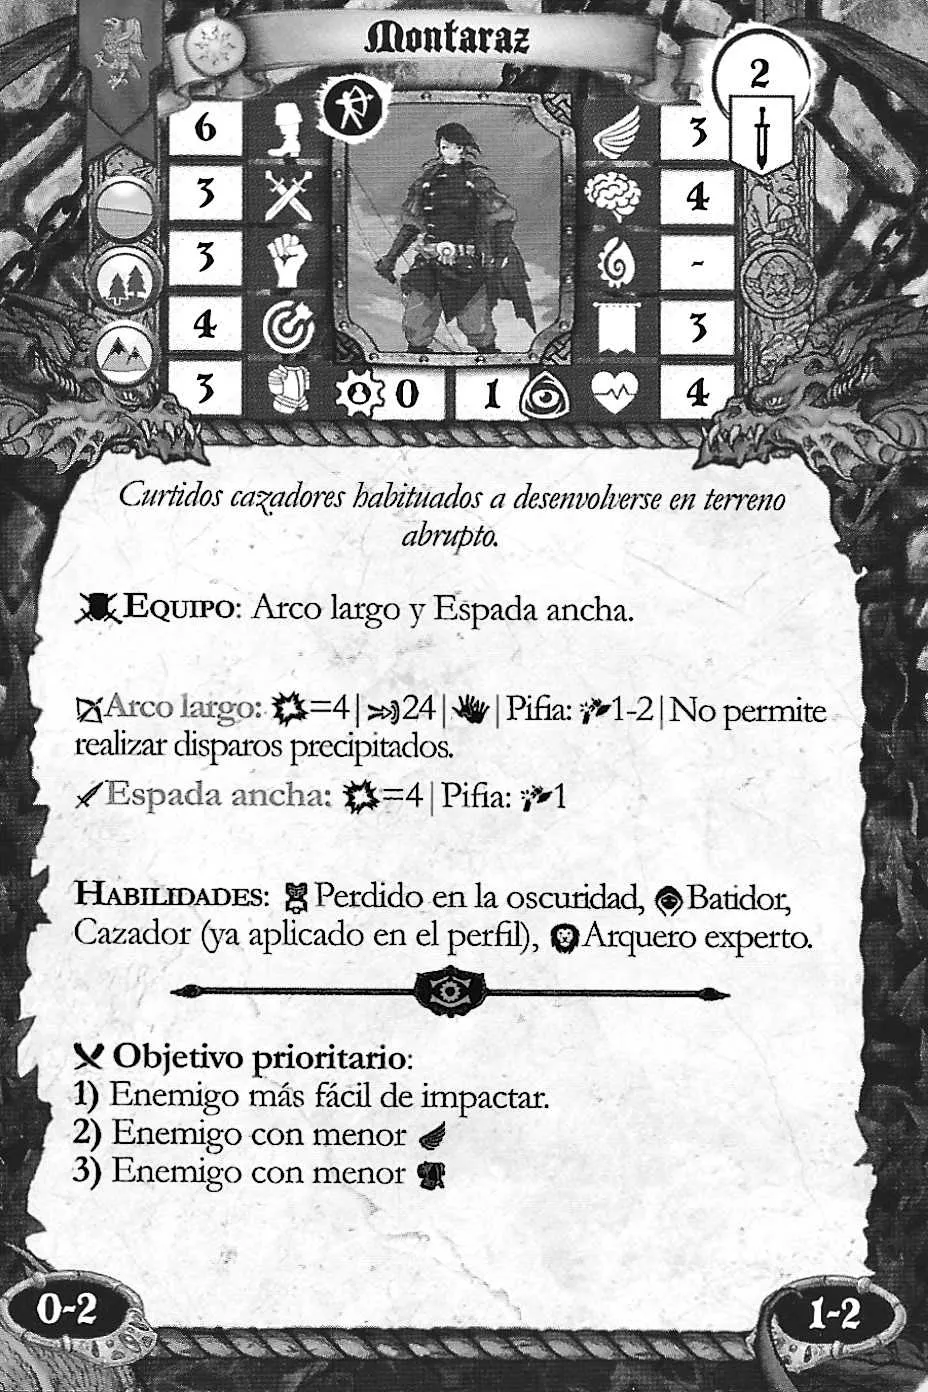 Montaraz
2
6
3
3
4
3
3
4
-
3
4
0
1
Curtidos cazadores habituados a desenvolverse en terreno
abrupto.
EQUIPO: Arco largo y Espada ancha.
Arco largo: =4| 24| | Pifia: 1-2| No permite
realizar disparos precipitados.
Espada ancha: =4| Pifia: 1
HABILIDADES: Perdido en la oscuridad, Batidor,
Cazador (ya aplicado en el perfil), Arquero experto.
Objetivo prioritario:
1) Enemigo más fácil de impactar.
2) Enemigo con menor
3) Enemigo con menor
0-2
1-2